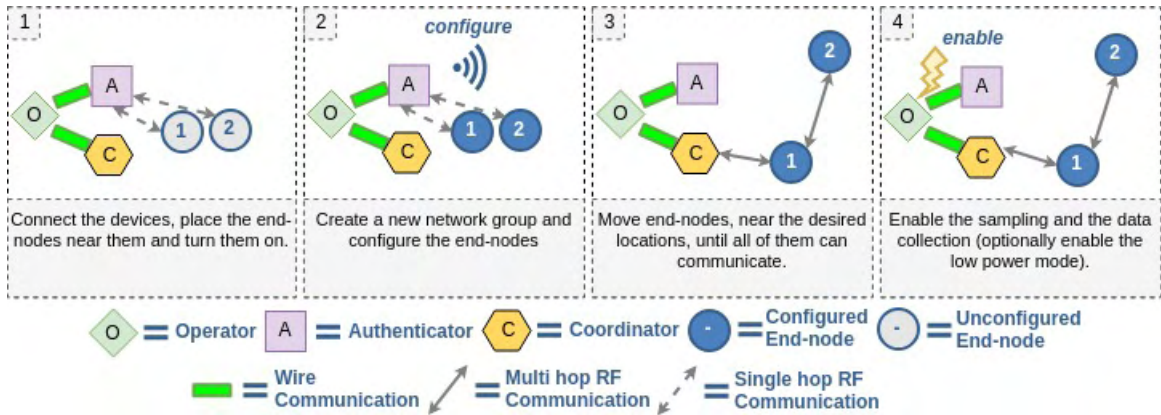 1
A
O
1
2
C
Connect the devices, place the end-
nodes near them and turn them on.
2
configure
A
O
1
2
C
Create a new network group and
configure the end-nodes
3
2
A
O
C
1
Move end-nodes, near the desired
locations, until all of them can
communicate.
4
enable
2
A
O
C
1
Enable the sampling and the data
collection (optionally enable the
low power mode).
O = Operator
A = Authenticator
C = Coordinator
- = Configured
End-node
- = Unconfigured
End-node
= Wire
Communication
= Multi hop RF
Communication
= Single hop RF
Communication